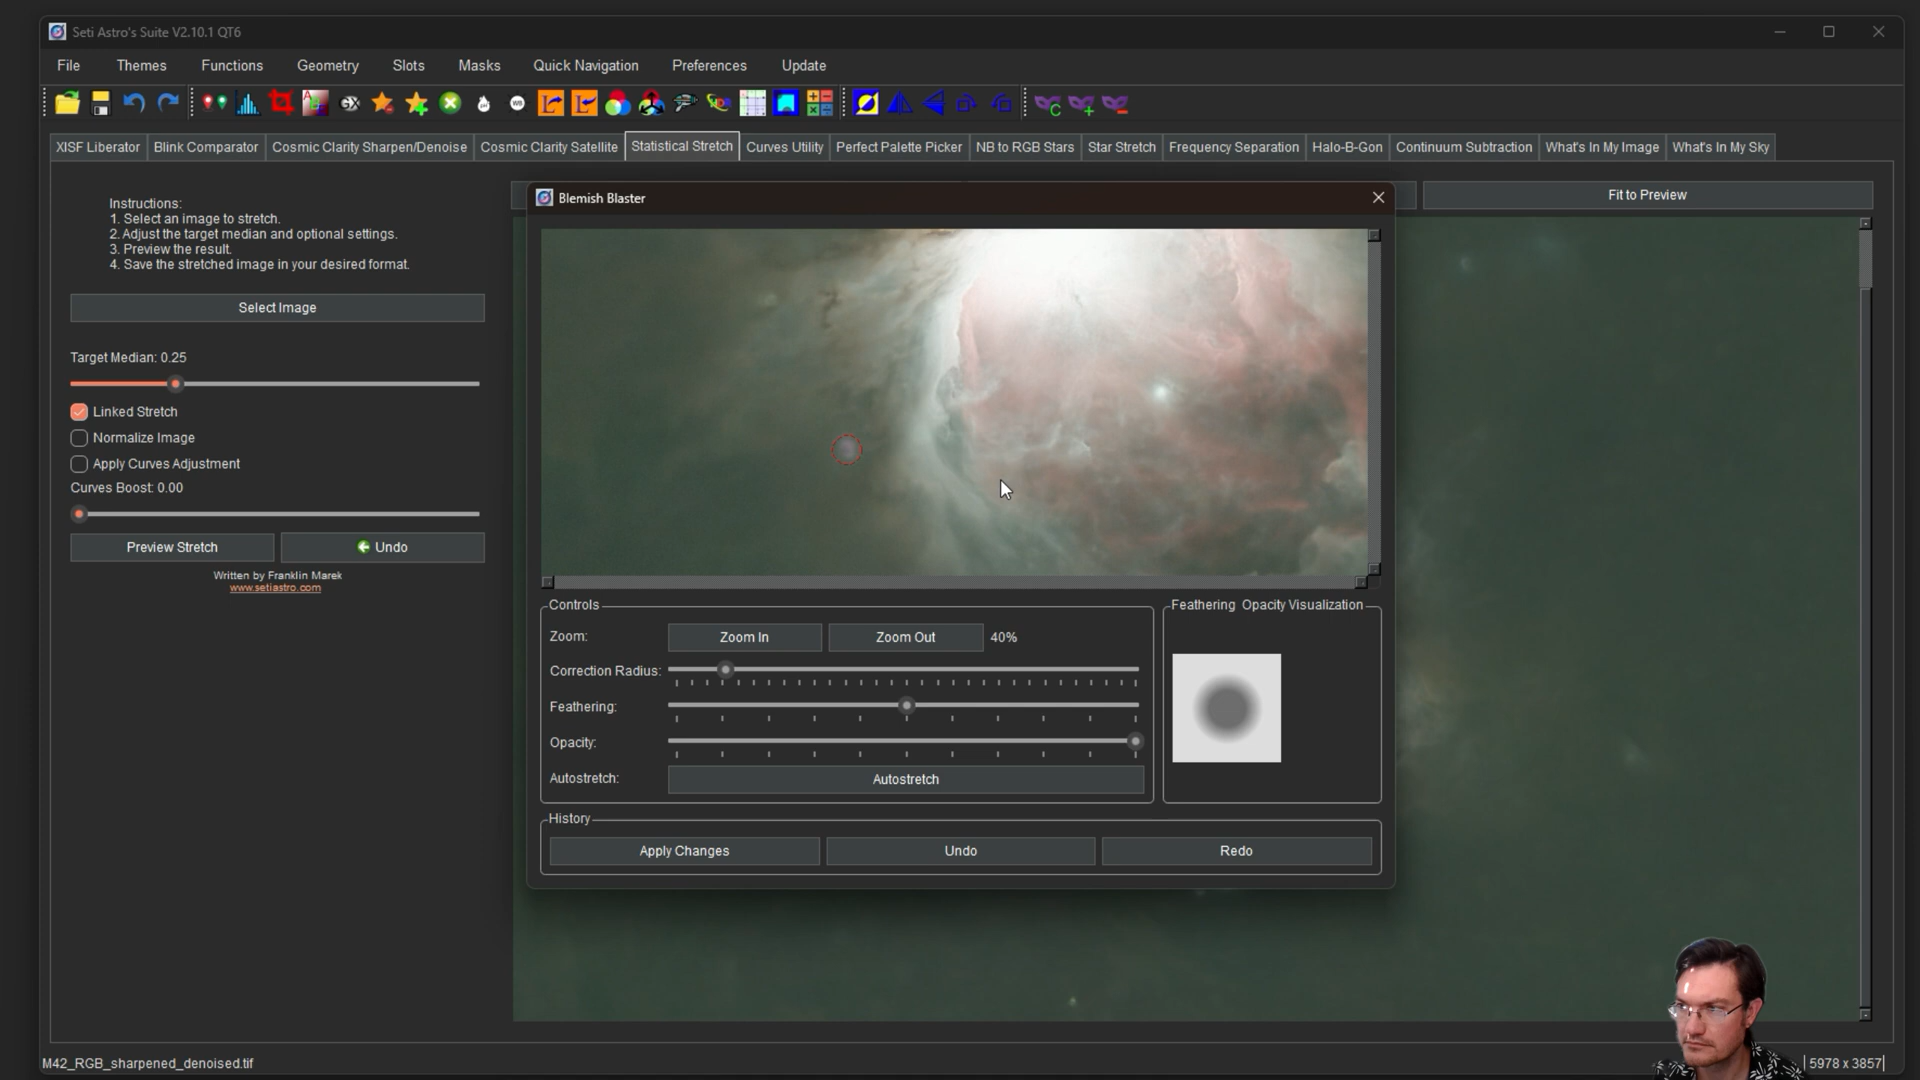 Seti Astro's Suite V2.10.1 QT6
File Themes Functions Geometry Slots Masks Quick Navigation Preferences Update
XISF Liberator Blink Comparator Cosmic Clarity Sharpen/Denoise Cosmic Clarity Satellite Statistical Stretch Curves Utility Perfect Palette Picker NB to RGB Stars Star Stretch Frequency Separation Halo-B-Gon Continuum Subtraction What's In My Image What's In My Sky
Instructions:
1. Select an image to stretch.
2. Adjust the target median and optional settings.
3. Preview the result.
4. Save the stretched image in your desired format.
Select Image
Target Median: 0.25
Linked Stretch
Normalize Image
Apply Curves Adjustment
Curves Boost: 0.00
Preview Stretch Undo
Written by Franklin Marek
www.setiastro.com
Fit to Preview
Blemish Blaster
Controls
Zoom: Zoom In Zoom Out 40%
Correction Radius:
Feathering:
Opacity:
Autostretch: Autostretch
Feathering Opacity Visualization
History
Apply Changes Undo Redo
M42_RGB_sharpened_denoised.tif
5978 x 3857